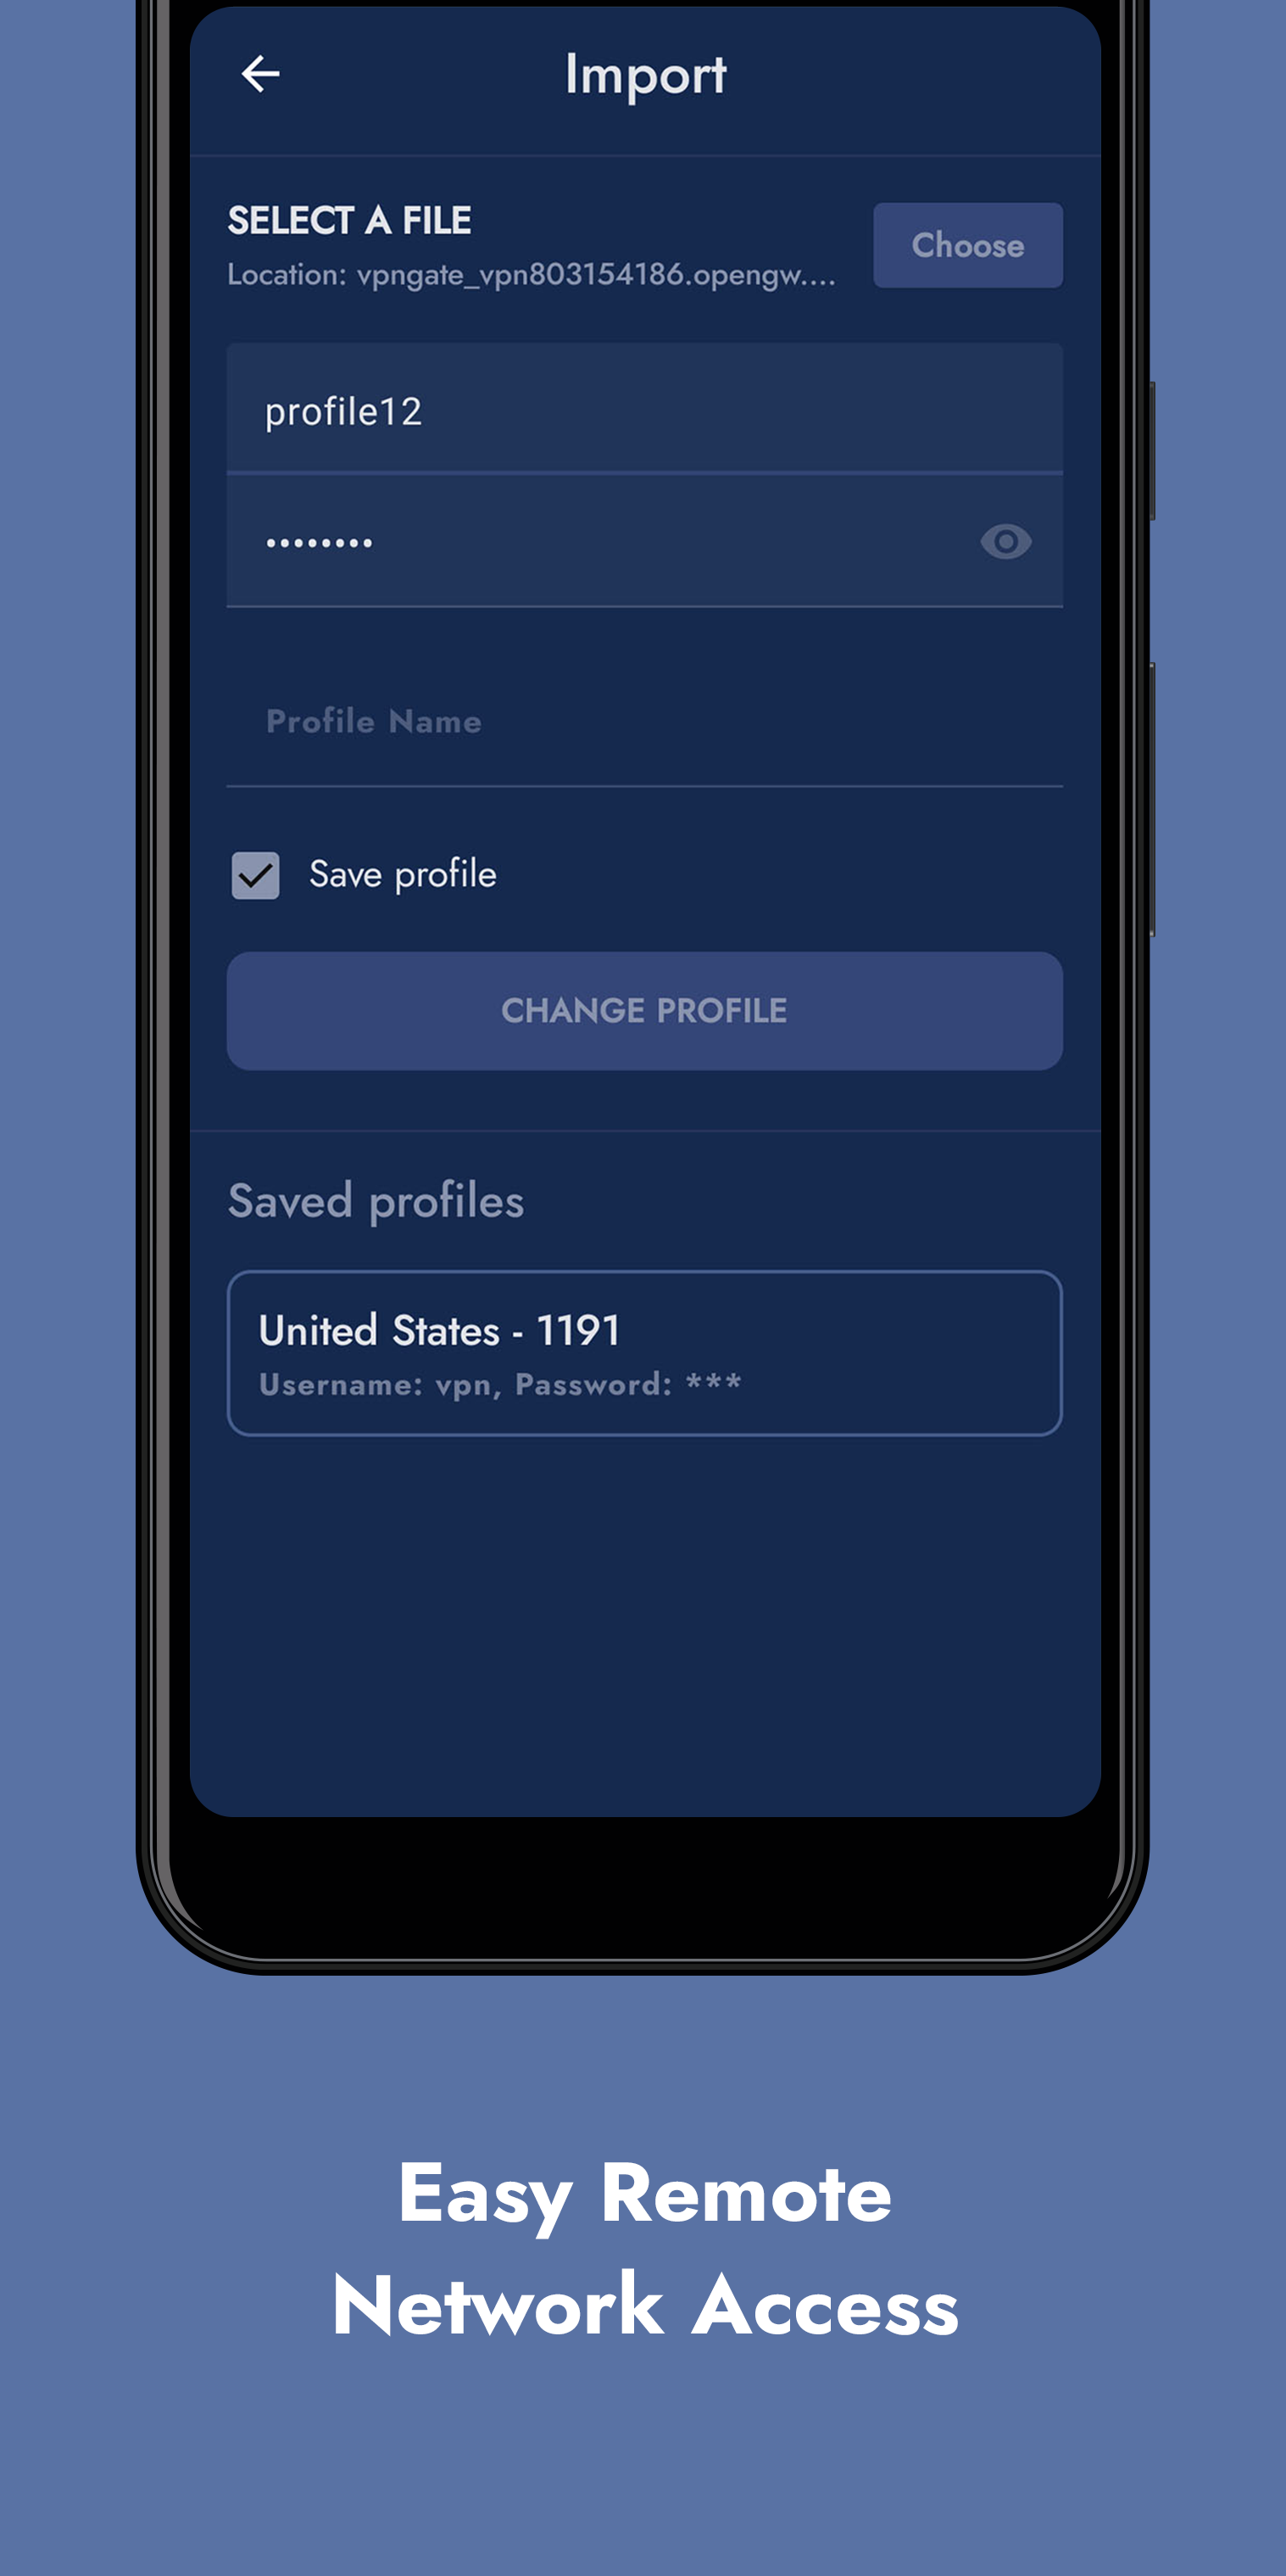 Import
SELECT A FILE
Location: vpngate_vpn803154186.opengw....
Choose
profile12
••••••••
Profile Name
Save profile
CHANGE PROFILE
Saved profiles
United States - 1191
Username: vpn, Password: ***
Easy Remote
Network Access